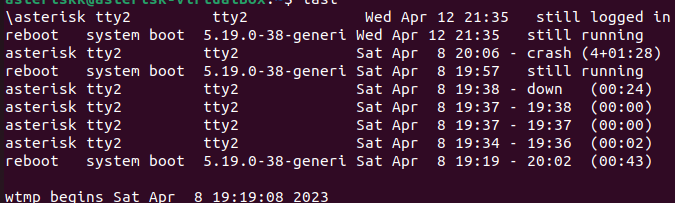 asteriskk@asterisk-VirtualBox:~$ last
\asterisk tty2         tty2             Wed Apr 12 21:35   still logged in
reboot   system boot  5.19.0-38-generi Wed Apr 12 21:35   still running
asterisk tty2         tty2             Sat Apr  8 20:06 - crash (4+01:28)
reboot   system boot  5.19.0-38-generi Sat Apr  8 19:57   still running
asterisk tty2         tty2             Sat Apr  8 19:38 - down   (00:24)
asterisk tty2         tty2             Sat Apr  8 19:37 - 19:38  (00:00)
asterisk tty2         tty2             Sat Apr  8 19:37 - 19:37  (00:00)
asterisk tty2         tty2             Sat Apr  8 19:34 - 19:36  (00:02)
reboot   system boot  5.19.0-38-generi Sat Apr  8 19:19 - 20:02  (00:43)
wtmp begins Sat Apr  8 19:19:08 2023